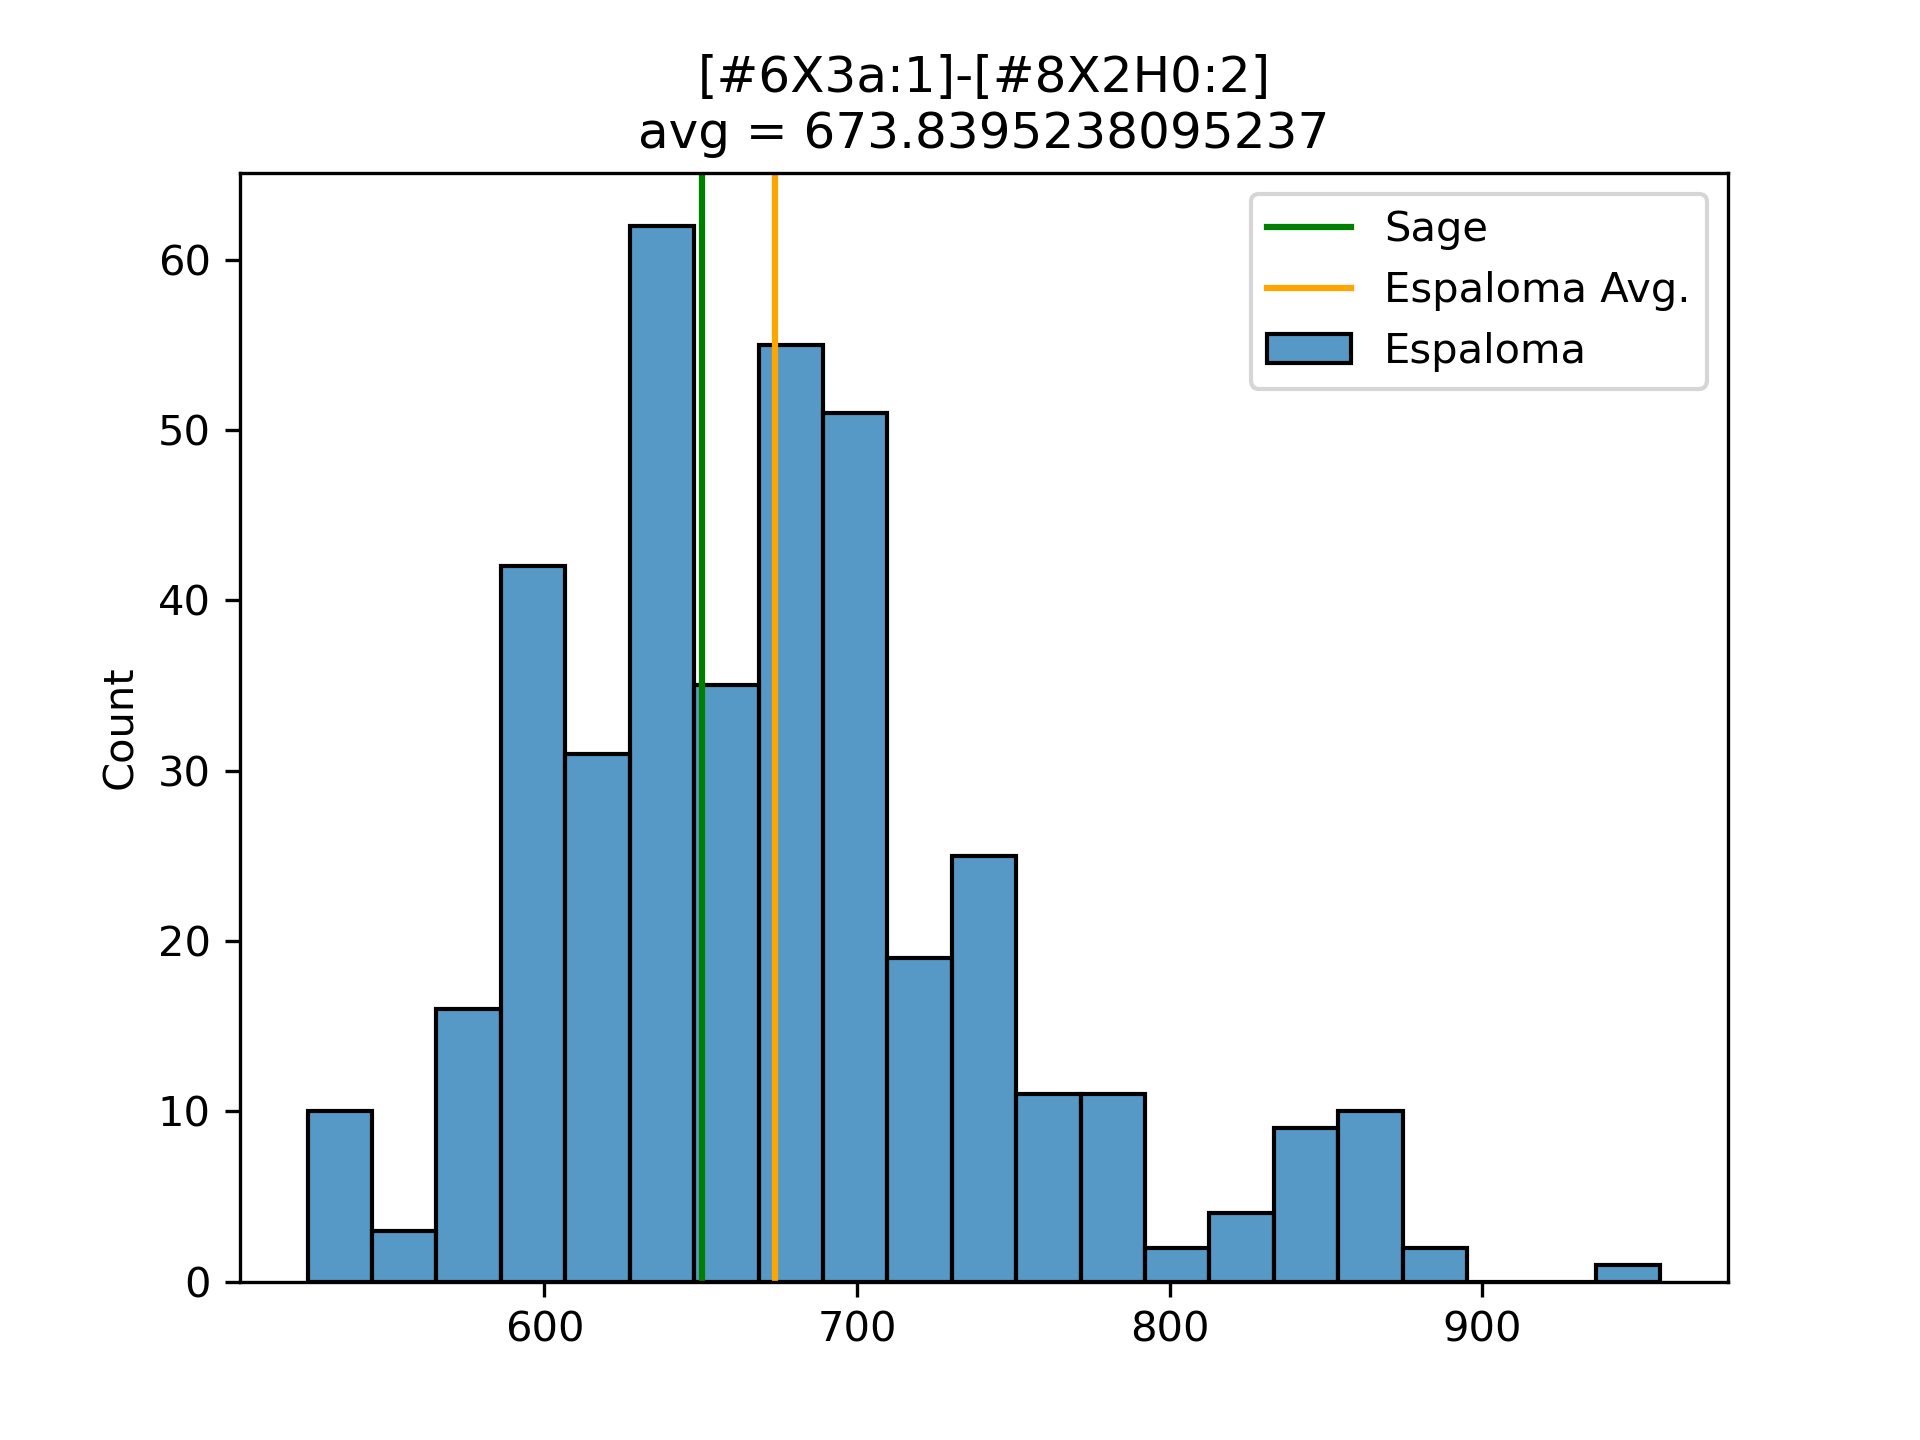 [#6X3a:1]-[#8X2H0:2]
avg = 673.8395238095237
Sage
Espaloma Avg.
Espaloma
Count
60
50
40
30
20
10
0
600 700 800 900